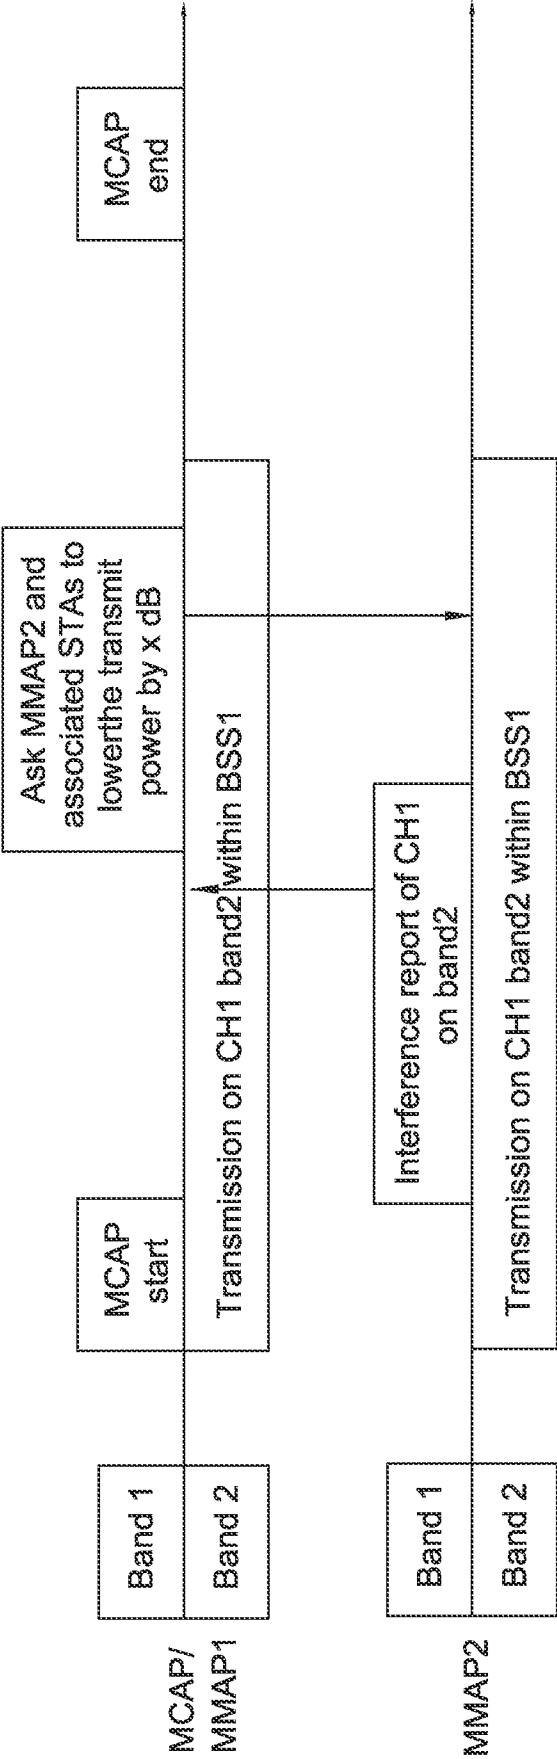 MCAP/
MMAP1
Band 1
Band 2
MCAP
start
Ask MMAP2 and
associated STAs to
lowerthe transmit
power by x dB
MCAP
end
Transmission on CH1 band2 within BSS1
MMAP2
Band 1
Band 2
Interference report of CH1
on band2
Transmission on CH1 band2 within BSS1